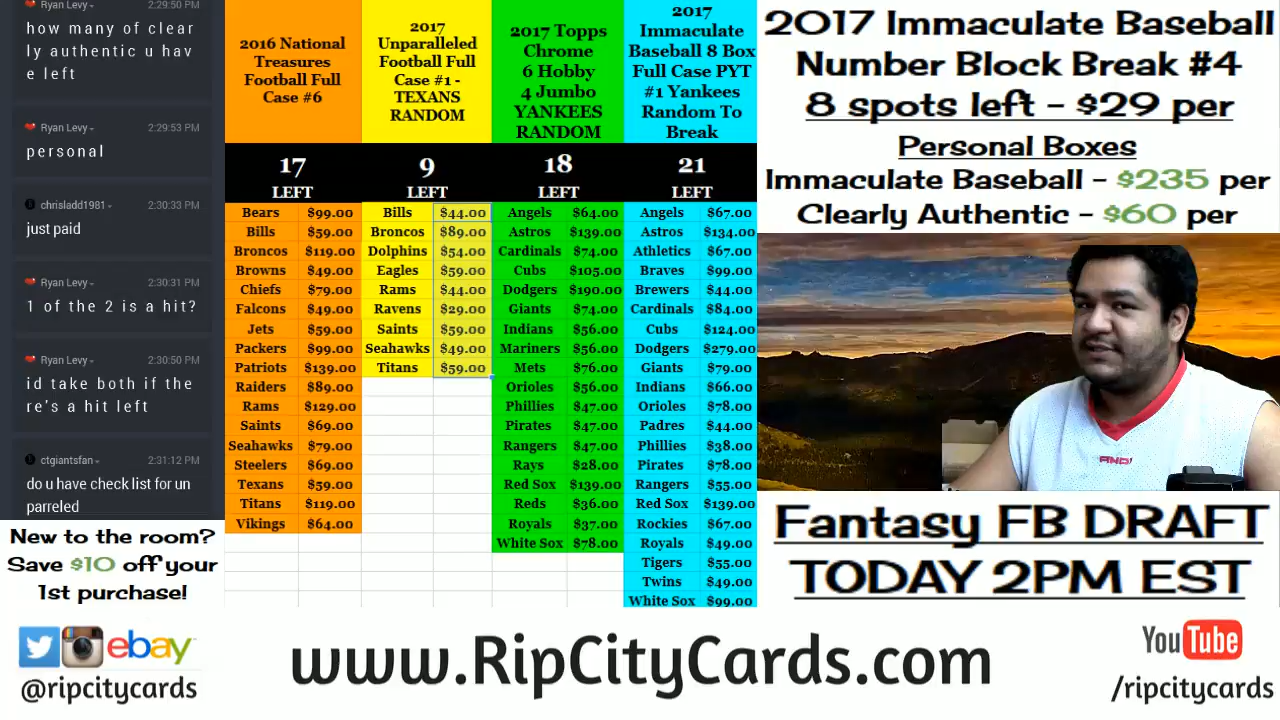 Ryan Levy 2:29:50 PM
how many of clear
ly authentic u hav
e left
Ryan Levy 2:29:53 PM
personal
chrisladd1981 2:30:33 PM
just paid
Ryan Levy 2:30:31 PM
1 of the 2 is a hit?
Ryan Levy 2:30:50 PM
id take both if the
re's a hit left
ctgiantsfan 2:31:12 PM
do u have check list for un
parreled
New to the room?
Save $10 off your
1st purchase!
2016 National
Treasures
Football Full
Case #6
17
LEFT
Bears $99.00
Bills $59.00
Broncos $119.00
Browns $49.00
Chiefs $79.00
Falcons $49.00
Jets $59.00
Packers $99.00
Patriots $139.00
Raiders $89.00
Rams $129.00
Saints $69.00
Seahawks $79.00
Steelers $69.00
Texans $59.00
Titans $119.00
Vikings $64.00
2017
Unparalleled
Football Full
Case #1 -
TEXANS
RANDOM
9
LEFT
Bills $44.00
Broncos $89.00
Dolphins $54.00
Eagles $59.00
Rams $44.00
Ravens $29.00
Saints $59.00
Seahawks $49.00
Titans $59.00
2017 Topps
Chrome
6 Hobby
4 Jumbo
YANKEES
RANDOM
18
LEFT
Angels $64.00
Astros $139.00
Cardinals $74.00
Cubs $105.00
Dodgers $190.00
Giants $74.00
Indians $56.00
Mariners $56.00
Mets $76.00
Orioles $56.00
Phillies $47.00
Pirates $47.00
Rangers $47.00
Rays $28.00
Red Sox $139.00
Reds $36.00
Royals $37.00
White Sox $78.00
2017
Immaculate
Baseball 8 Box
Full Case PYT
#1 Yankees
Random To
Break
21
LEFT
Angels $67.00
Astros $134.00
Athletics $67.00
Braves $99.00
Brewers $44.00
Cardinals $84.00
Cubs $124.00
Dodgers $279.00
Giants $79.00
Indians $66.00
Orioles $78.00
Padres $44.00
Phillies $38.00
Pirates $78.00
Rangers $55.00
Red Sox $139.00
Rockies $67.00
Royals $49.00
Tigers $55.00
Twins $49.00
White Sox $99.00
2017 Immaculate Baseball
Number Block Break #4
8 spots left - $29 per
Personal Boxes
Immaculate Baseball - $235 per
Clearly Authentic - $60 per
AND1
Fantasy FB DRAFT
TODAY 2PM EST
ebay
@ripcitycards
www.RipCityCards.com
YouTube
/ripcitycards